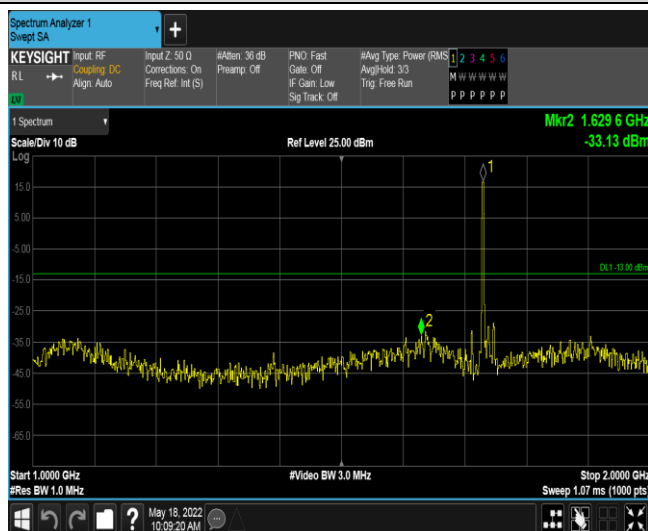 Spectrum Analyzer 1
Swept SA
+
KEYSIGHT
RL
LXI
Input: RF
Coupling: DC
Align: Auto
Input Z: 50 Ω
Corrections: On
Freq Ref: Int (S)
#Atten: 36 dB
Preamp: Off
PNO: Fast
Gate: Off
IF Gain: Low
Sig Track: Off
#Avg Type: Power (RMS
Avg|Hold: 3/3
Trig: Free Run
1 2 3 4 5 6
M W W W W W
P P P P P P
1 Spectrum
Mkr2 1.629 6 GHz
-33.13 dBm
Scale/Div 10 dB
Ref Level 25.00 dBm
Log
15.0
5.00
-5.00
-15.0
-25.0
-35.0
-45.0
-55.0
-65.0
1
2
DL1 -13.00 dBm
Start 1.0000 GHz
#Video BW 3.0 MHz
Stop 2.0000 GHz
#Res BW 1.0 MHz
Sweep 1.07 ms (1000 pts)
?
May 18, 2022
10:09:20 AM